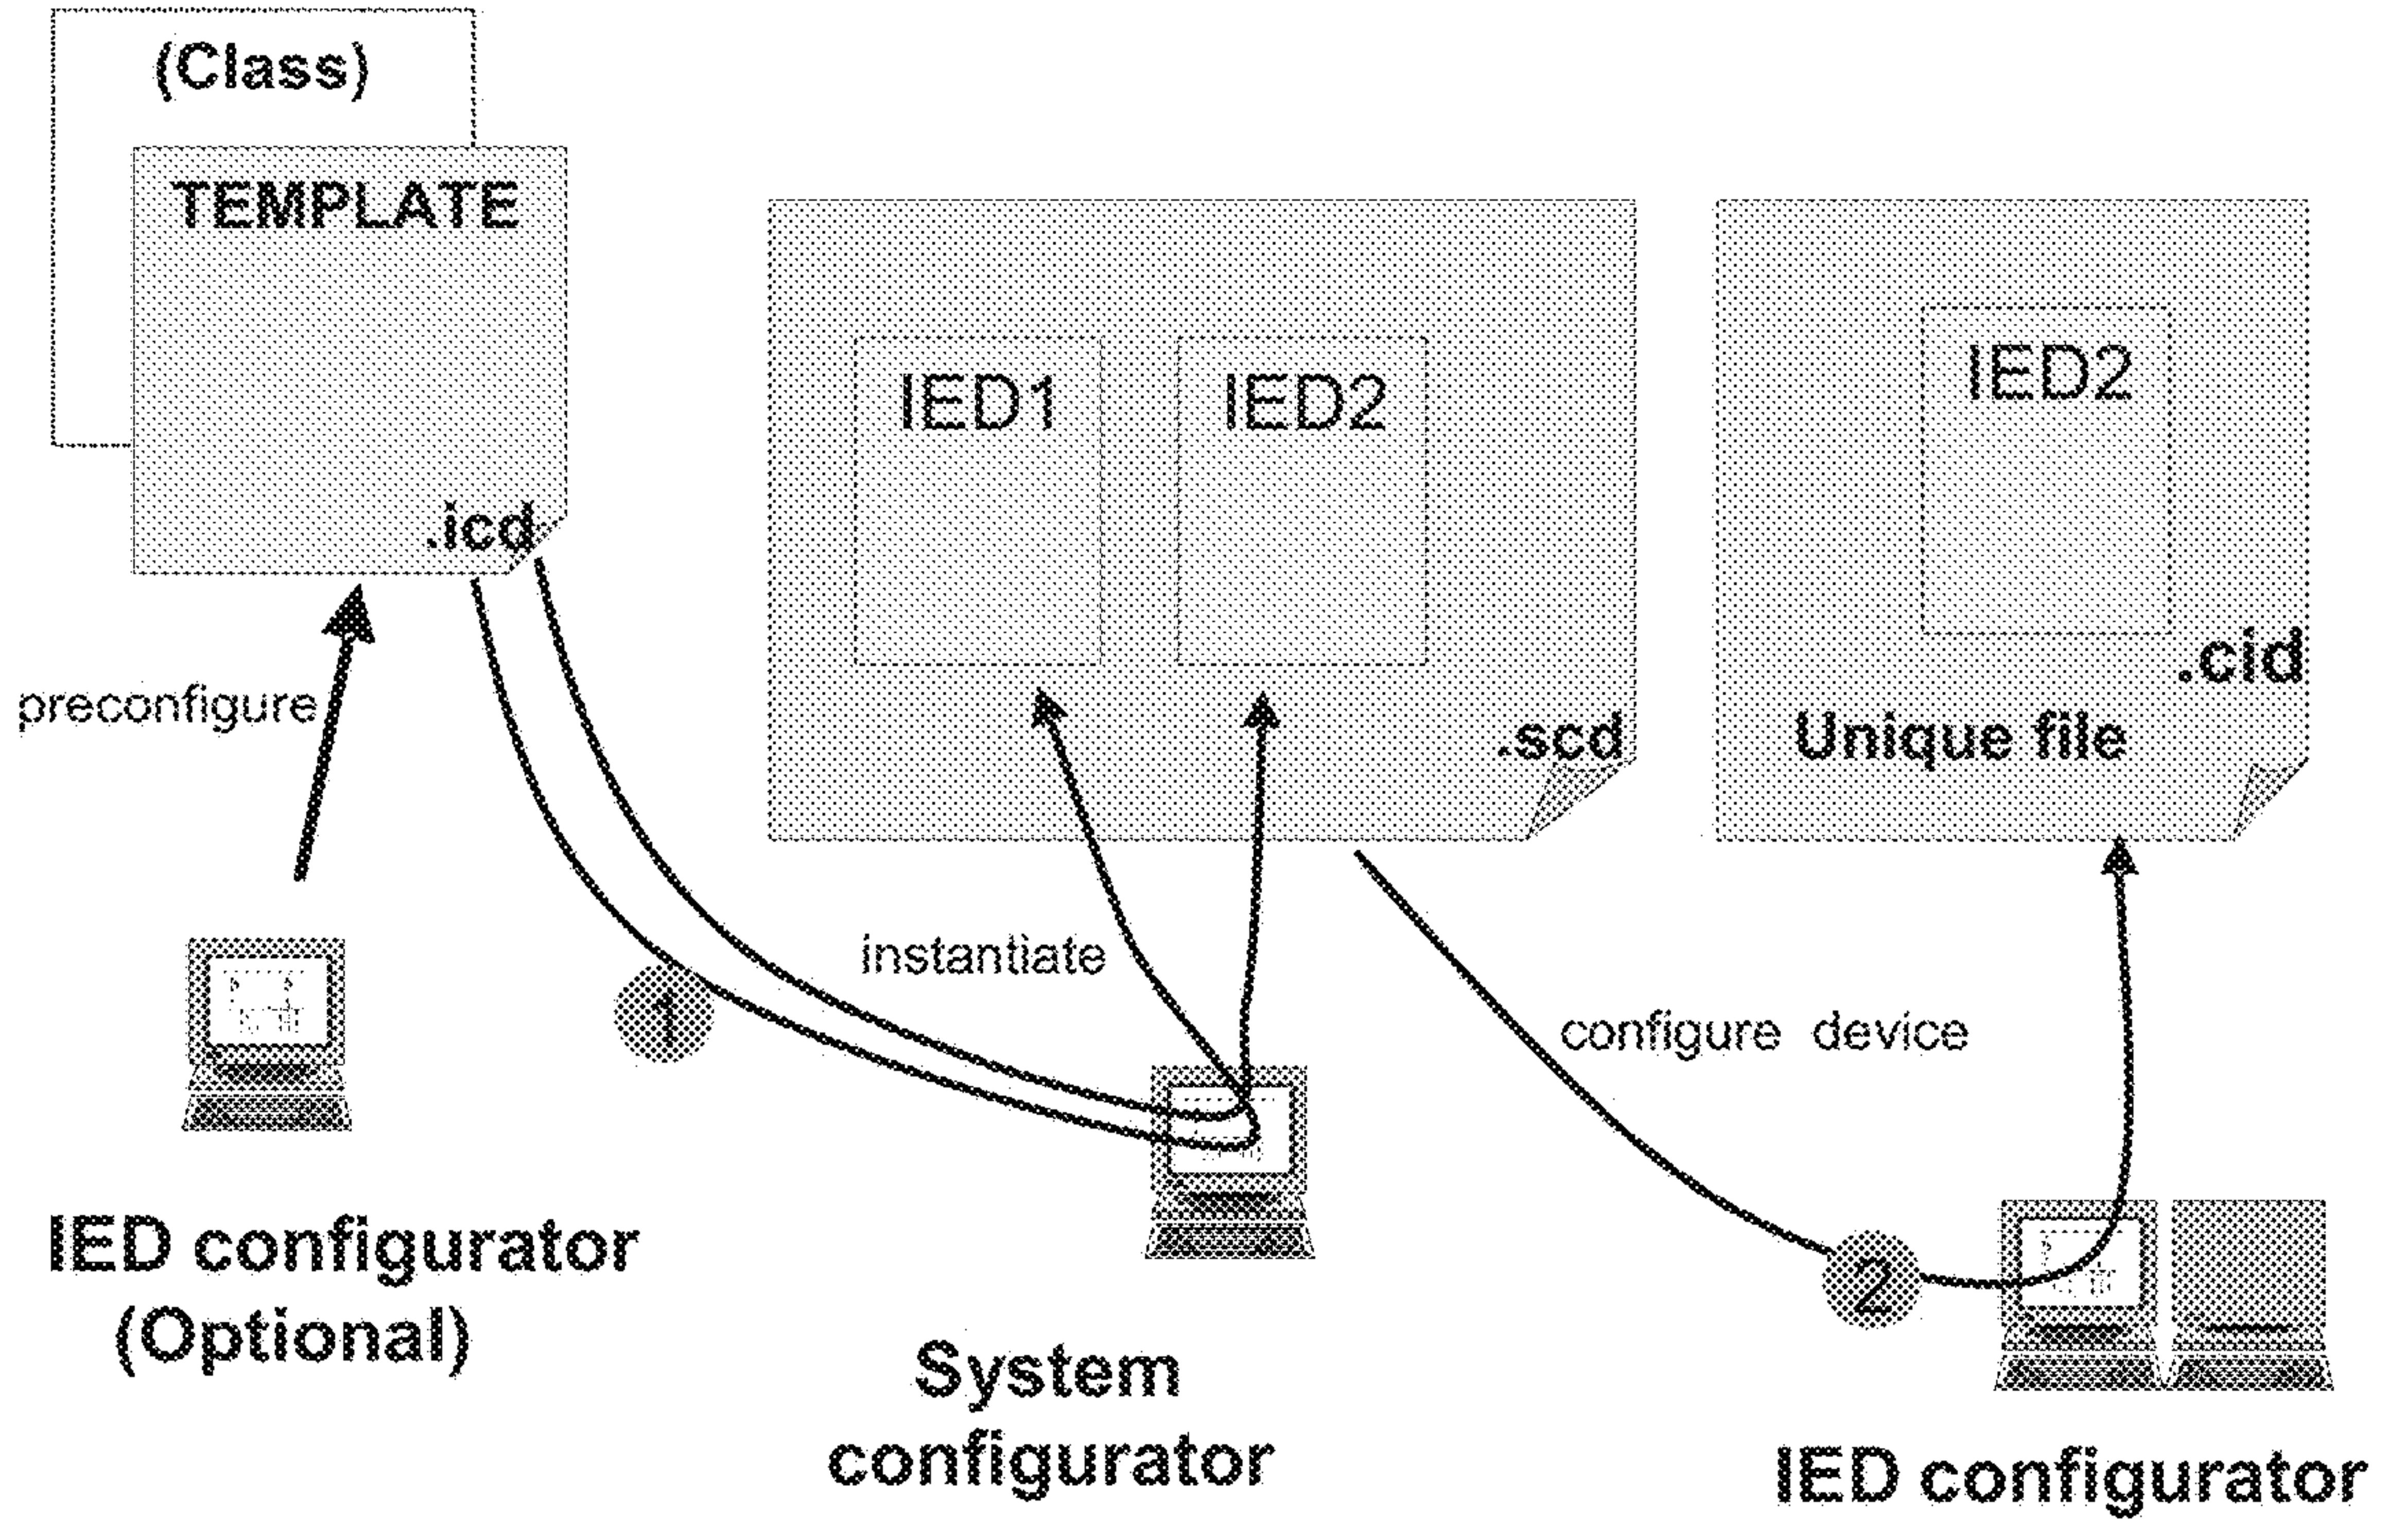 (Class)
TEMPLATE
.icd
preconfigure
IED configurator
(Optional)
1
instantiate
System
configurator
IED1
IED2
.scd
configure device
2
IED2
.cid
Unique file
IED configurator